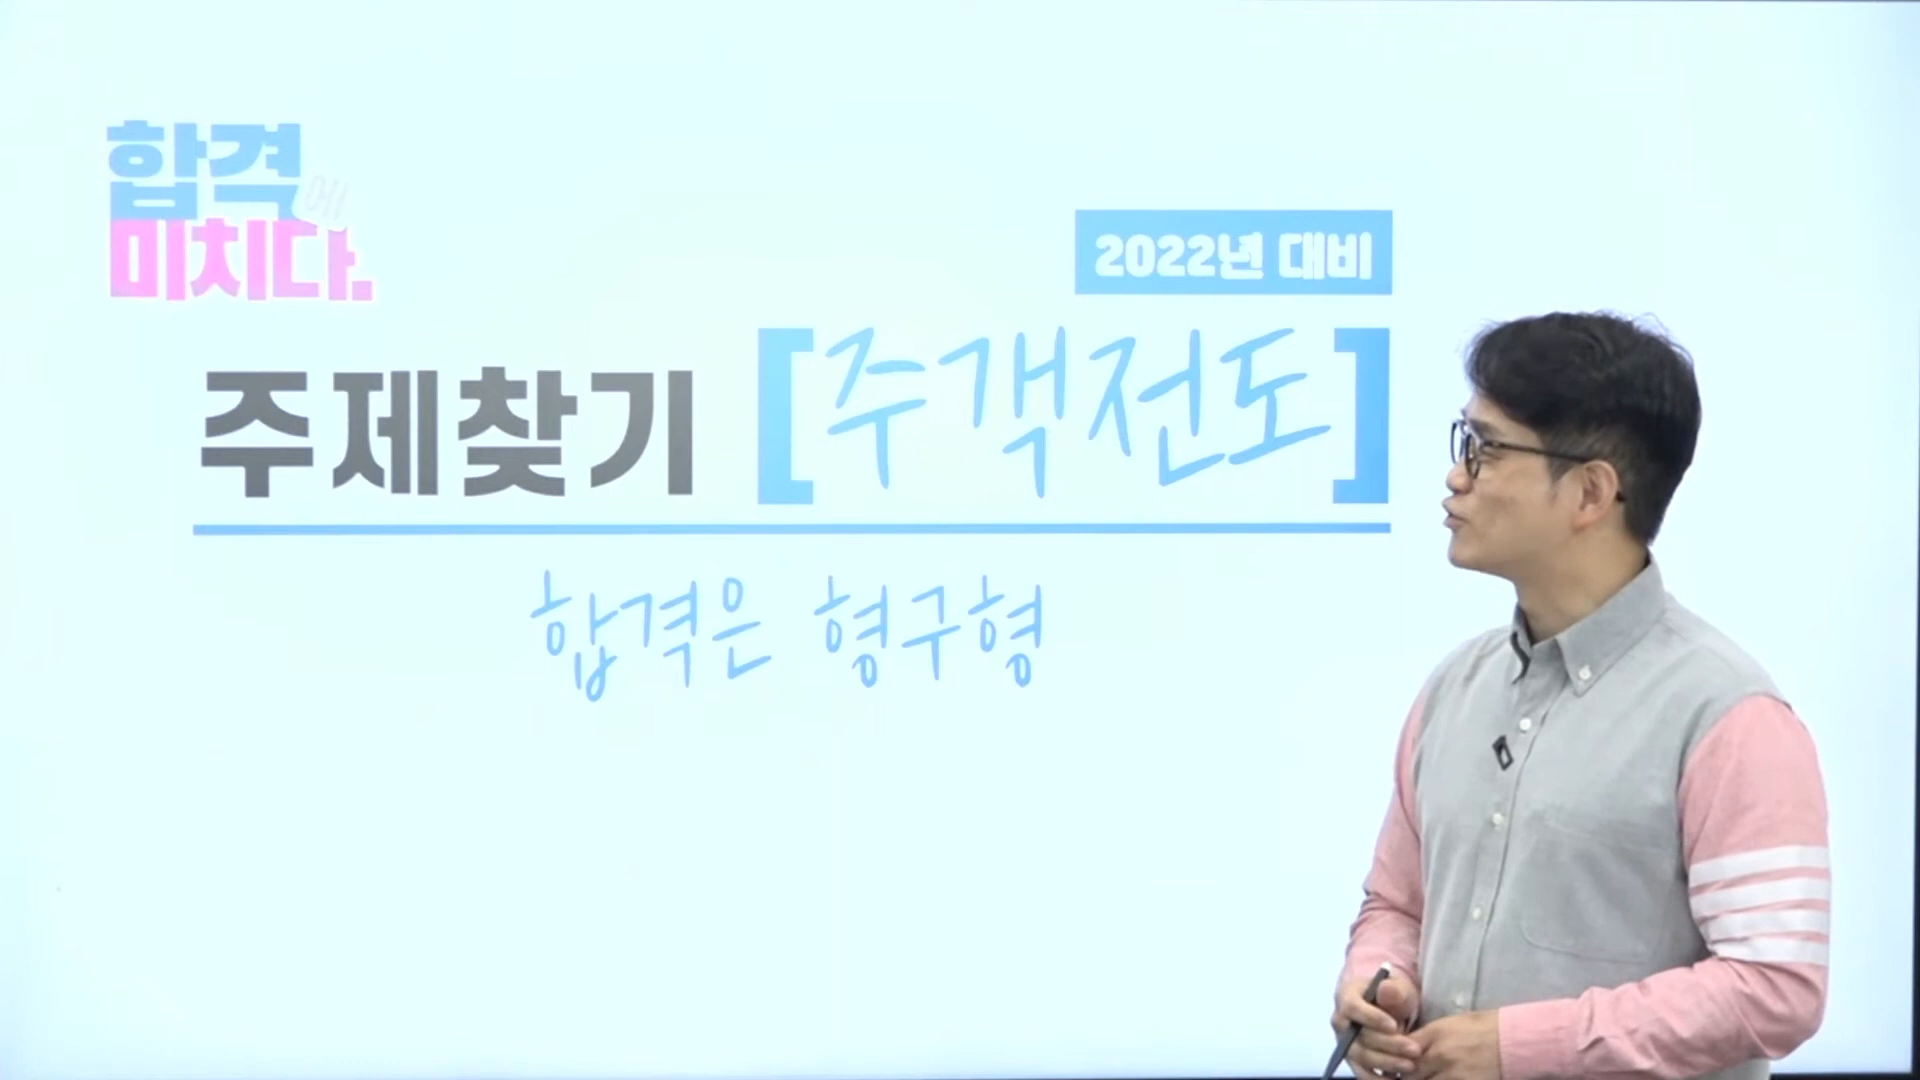 합격에
미치다.
2022년 대비
주제찾기 [주객전도]
합격은 형구형